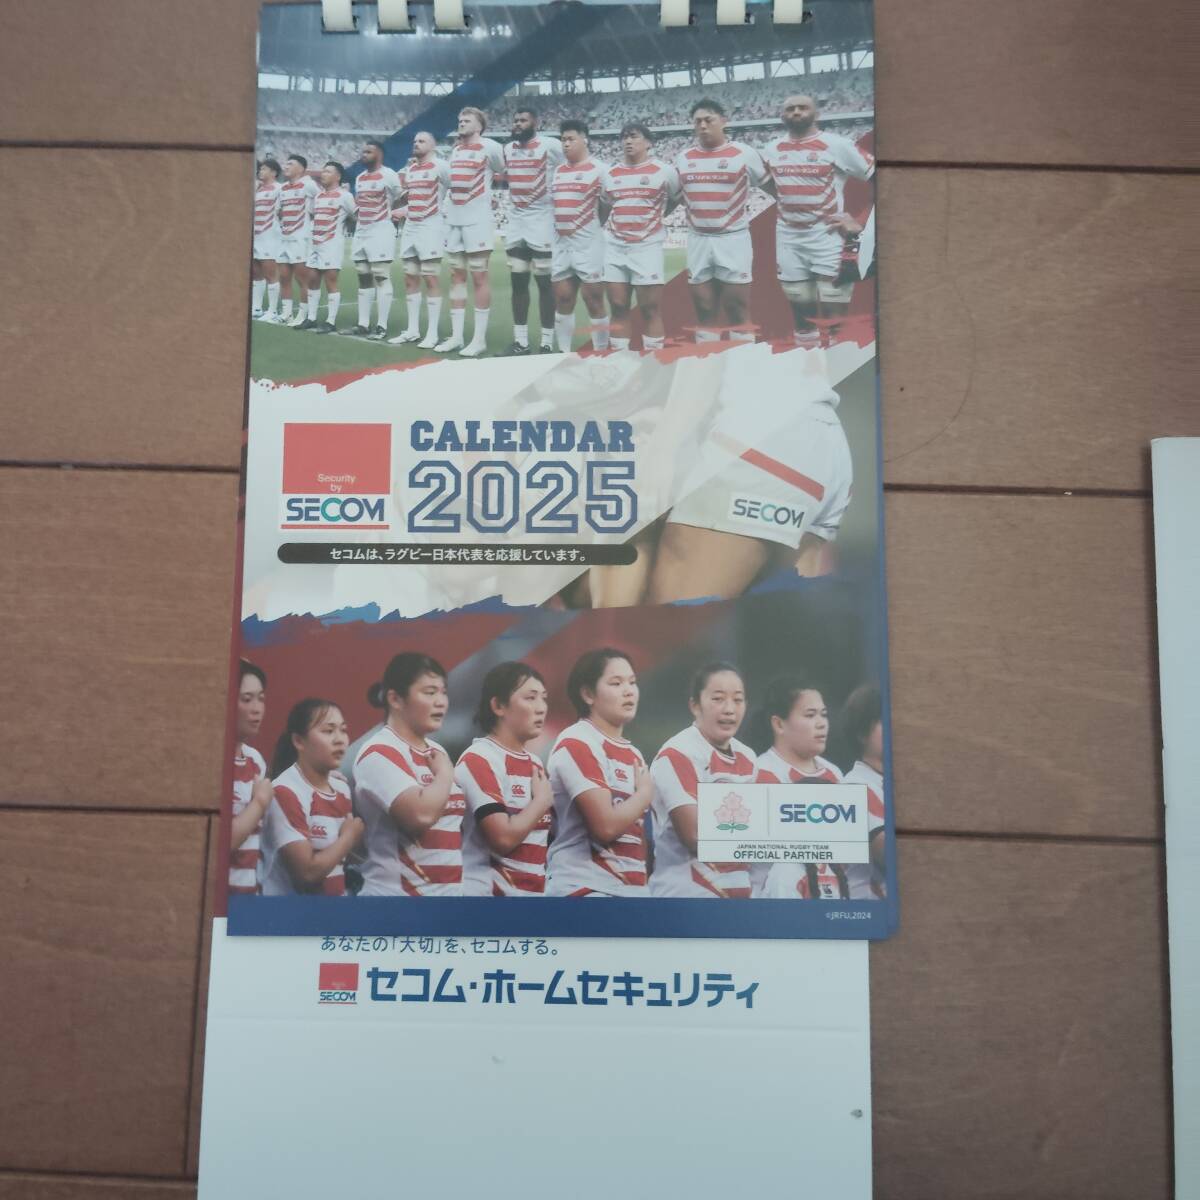 CALENDAR
2025
Security
by
SECOM
セコムは、ラグビー日本代表を応援しています。
SECOM
SECOM
JAPAN NATIONAL RUGBY TEAM
OFFICIAL PARTNER
©JRFU,2024
あなたの「大切」を、セコムする。
SECOM
セコム・ホームセキュリティ